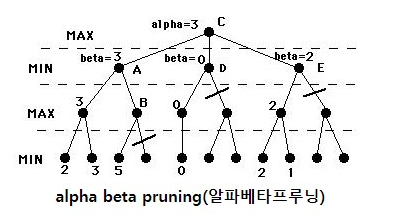 alpha=3 C
MAX
beta=3 beta=0 beta=2
MIN A D E
MAX 3 B 0 2
MIN 2 3 5 0 2 1
alpha beta pruning(알파베타프루닝)